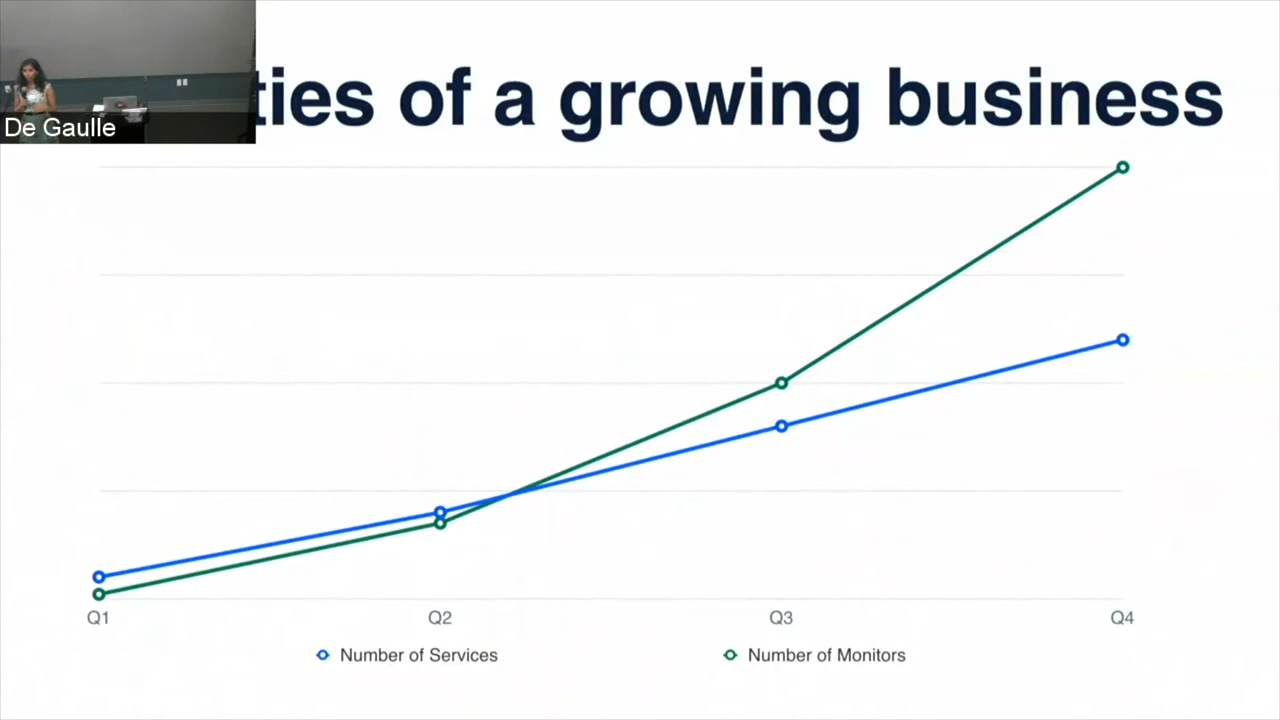 ties of a growing business
De Gaulle
Q1 Q2 Q3 Q4
Number of Services Number of Monitors